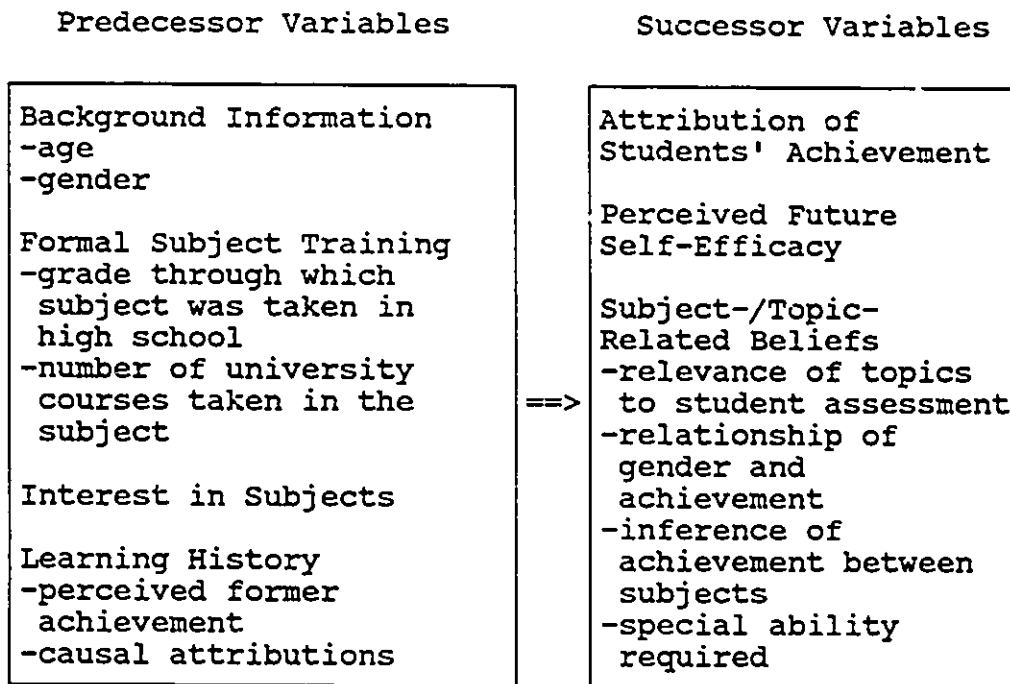 Predecessor Variables
Successor Variables
Background Information
-age
-gender
Formal Subject Training
-grade through which
subject was taken in
high school
-number of university
courses taken in the
subject
Interest in Subjects
Learning History
-perceived former
achievement
-causal attributions
==>
Attribution of
Students' Achievement
Perceived Future
Self-Efficacy
Subject-/Topic-
Related Beliefs
-relevance of topics
to student assessment
-relationship of
gender and
achievement
-inference of
achievement between
subjects
-special ability
required